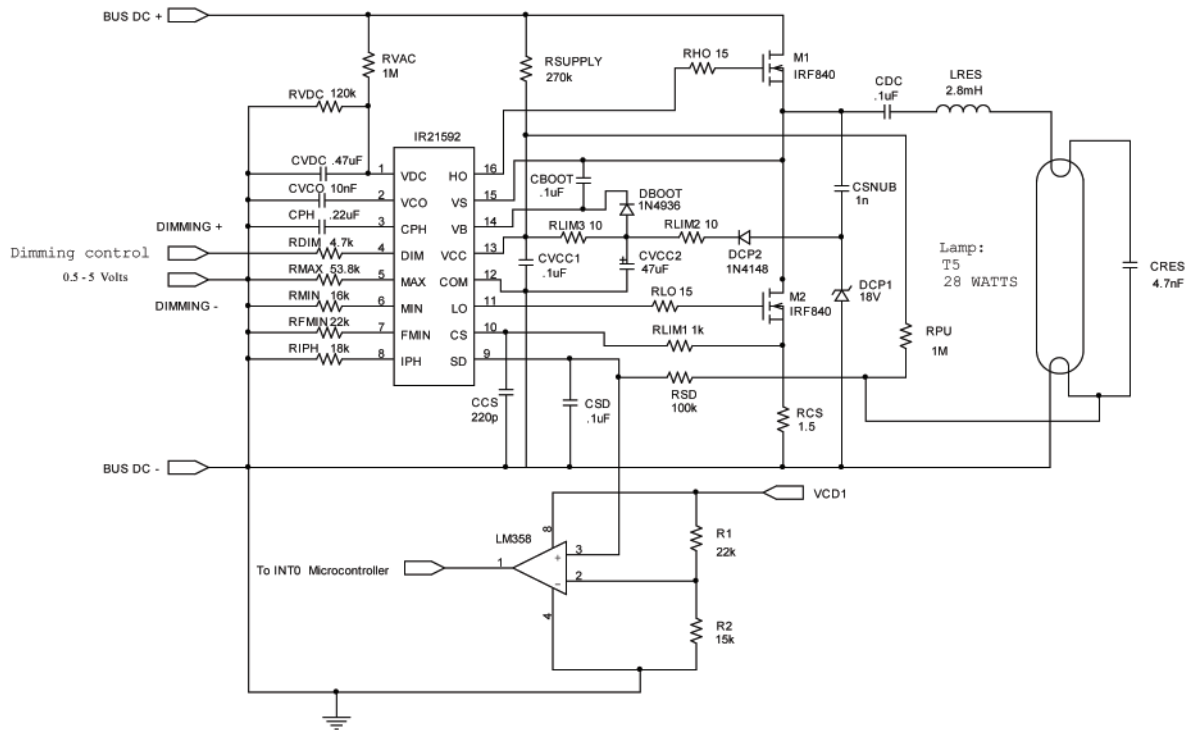 BUS DC +
RVAC
1M
RSUPPLY
270k
RHO 15
M1
IRF840
CDC
.1uF
LRES
2.8mH
RVDC 120k
IR21592
CVDC .47uF
1 VDC HO 16
CVCO 10nF
2 VCO VS 15
CPH .22uF
3 CPH VB 14
DIMMING +
Dimming control
RDIM 4.7k
4 DIM VCC 13
0.5 - 5 Volts
RMAX 53.8k
5 MAX COM 12
DIMMING -
RMIN 16k
6 MIN LO 11
RFMIN 22k
7 FMIN CS 10
RIPH 18k
8 IPH SD 9
CBOOT
.1uF
DBOOT
1N4936
RLIM3 10
RLIM2 10
CVCC1
.1uF
+
CVCC2
47uF
DCP2
1N4148
CSNUB
1n
RLO 15
M2
IRF840
DCP1
18V
RLIM1 1k
RPU
1M
Lamp:
T5
28 WATTS
CRES
4.7nF
CCS
220p
CSD
.1uF
RSD
100k
RCS
1.5
BUS DC -
VCD1
LM358
8
R1
22k
3
+
To INT0 Microcontroller
1
2
-
4
R2
15k